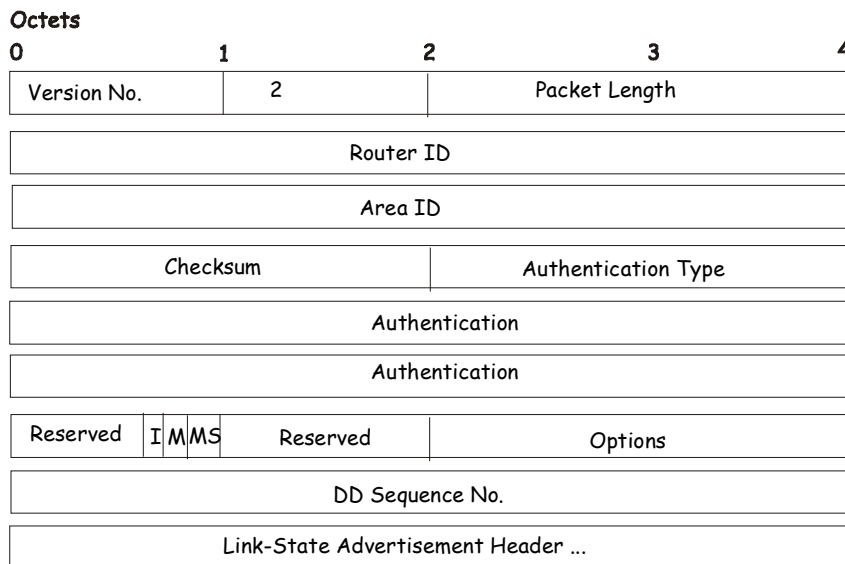 Octets
0 1 2 3 4
Version No. 2 Packet Length
Router ID
Area ID
Checksum Authentication Type
Authentication
Authentication
Reserved I M MS Reserved Options
DD Sequence No.
Link-State Advertisement Header ...